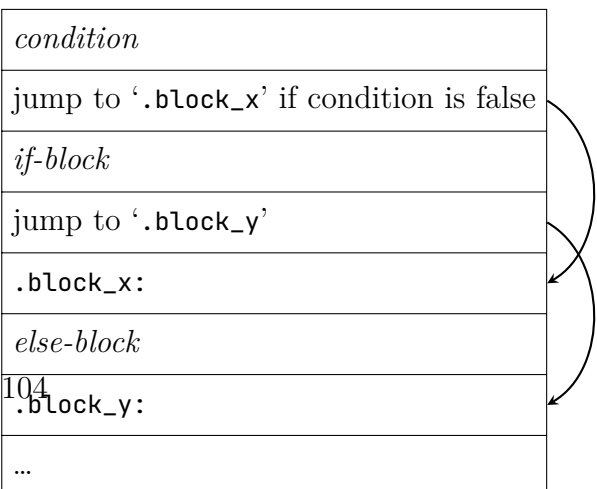 condition
jump to ‘.block_x’ if condition is false
if-block
jump to ‘.block_y’
.block_x:
else-block
104
.block_y:
…